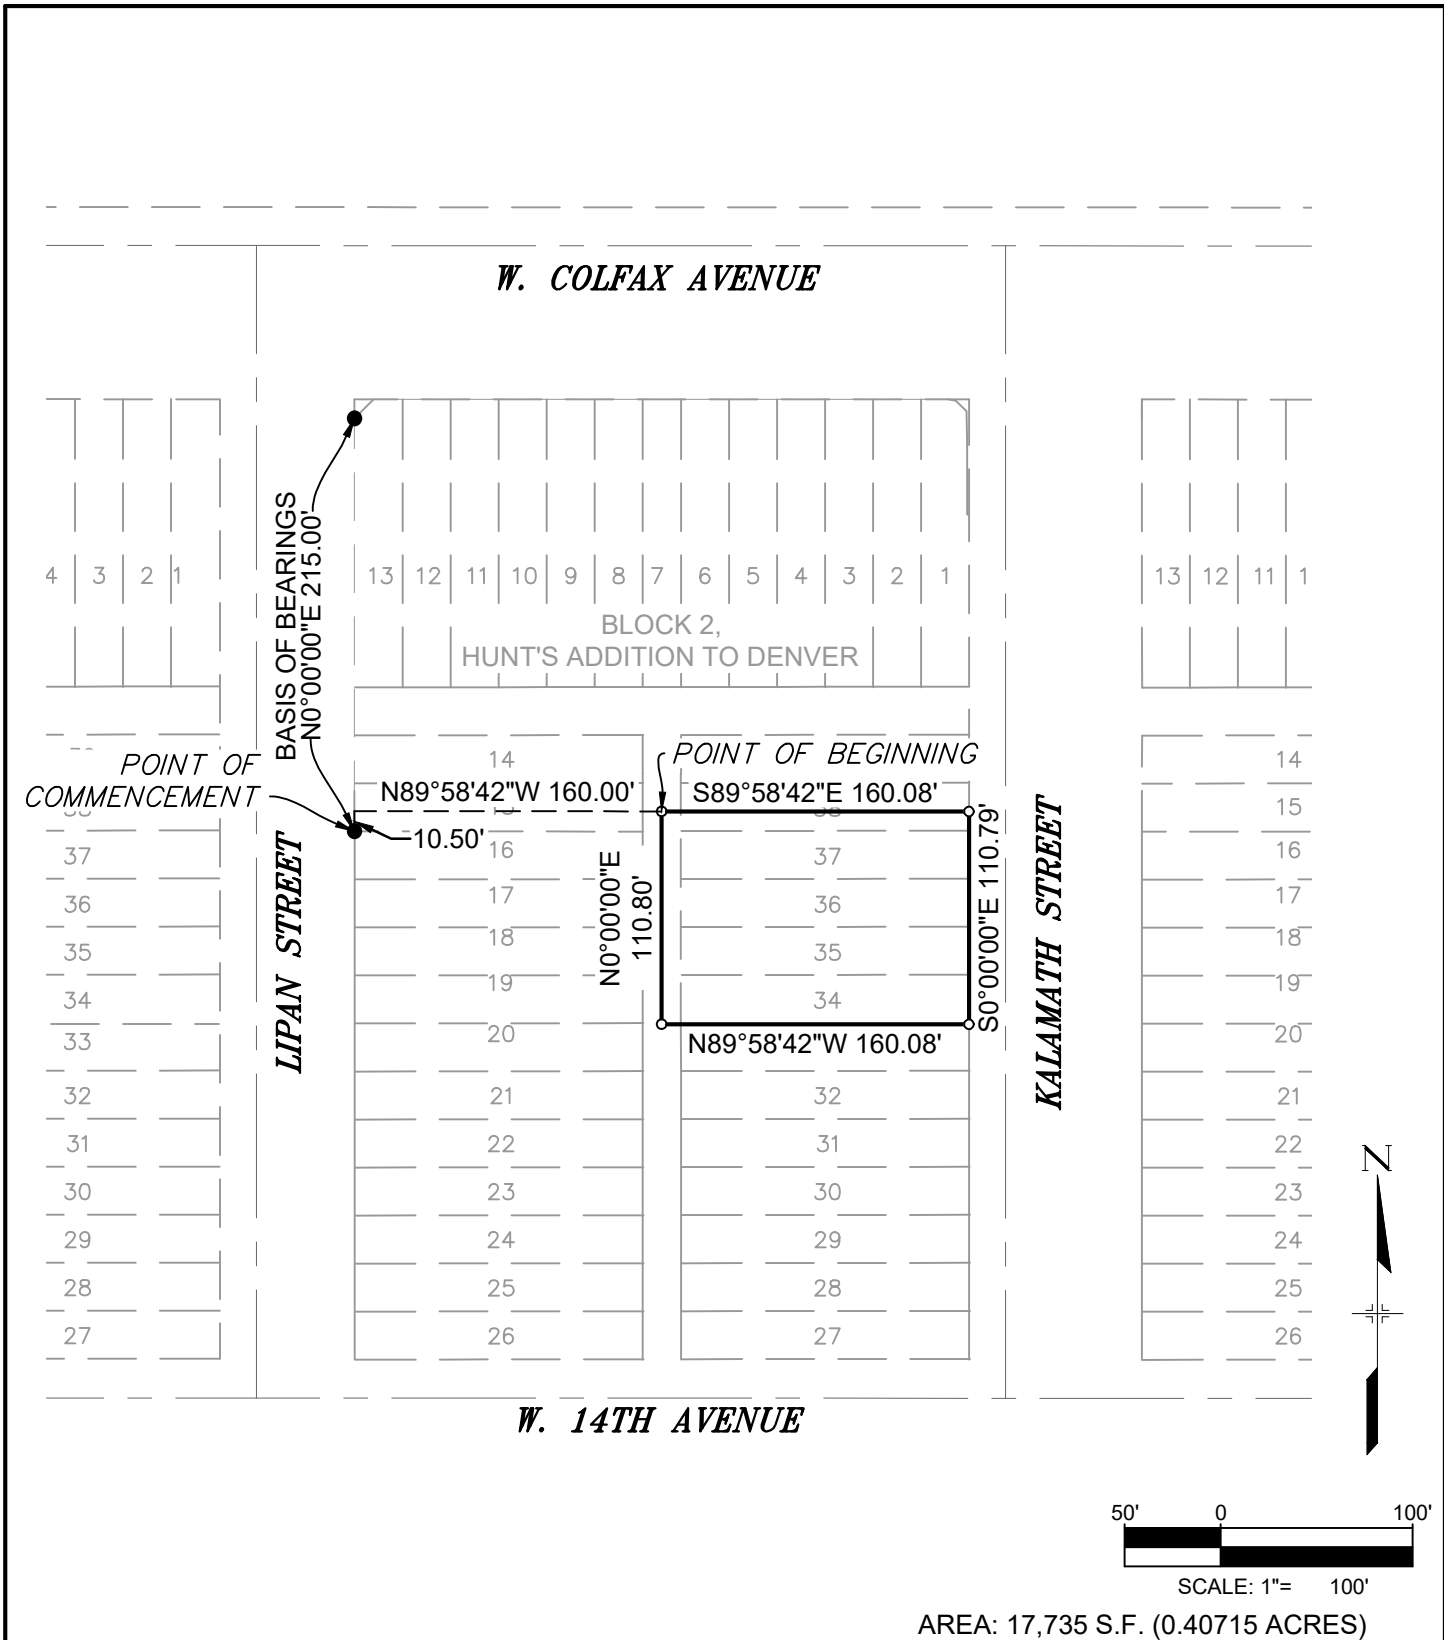 W. COLFAX AVENUE
BASIS OF BEARINGS
N0°00'00"E 215.00'
4 3 2 1
13 12 11 10 9 8 7 6 5 4 3 2 1
13 12 11 1
BLOCK 2,
HUNT'S ADDITION TO DENVER
POINT OF
COMMENCEMENT
POINT OF BEGINNING
N89°58'42"W 160.00'
S89°58'42"E 160.08'
10.50'
N0°00'00"E
110.80'
S0°00'00"E 110.79'
N89°58'42"W 160.08'
LIPAN STREET
KALAMATH STREET
38
37
36
35
34
33
32
31
30
29
28
27
14
16
17
18
19
20
21
22
23
24
25
26
38
37
36
35
34
32
31
30
29
28
27
14
15
16
17
18
19
20
21
22
23
24
25
26
W. 14TH AVENUE
N
50' 0 100'
SCALE: 1"= 100'
AREA: 17,735 S.F. (0.40715 ACRES)